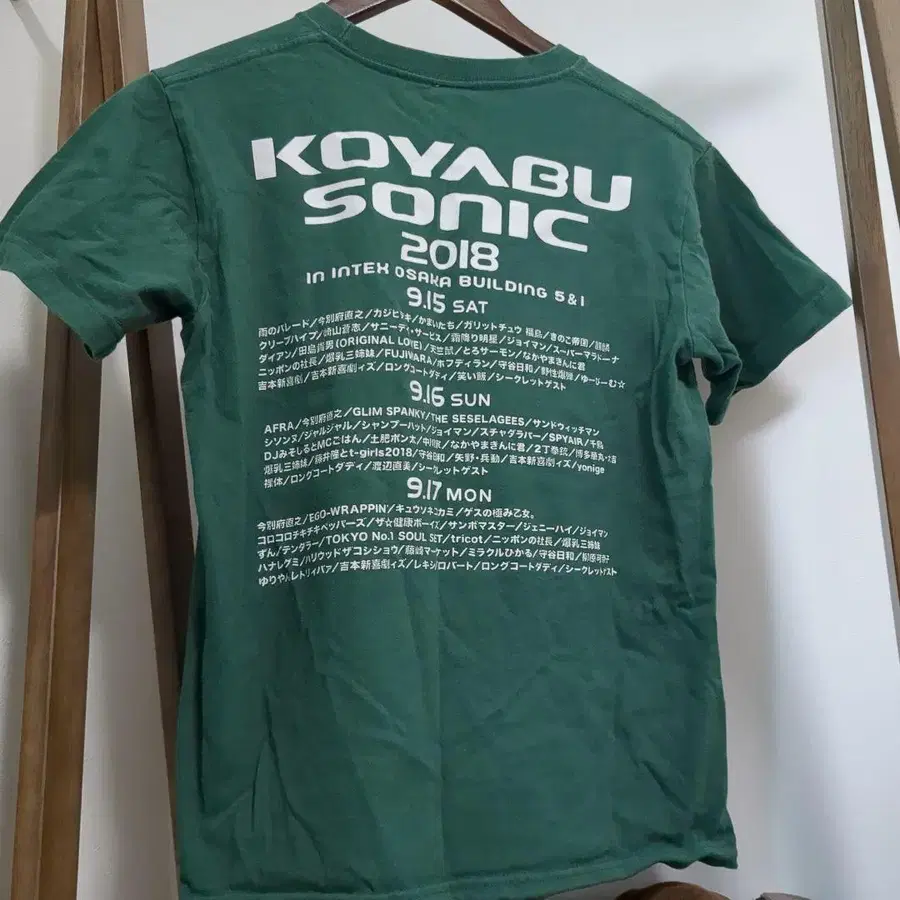 KOYABU
SONIC
2018
IN INTEX OSAKA BUILDING 5&1
9.15 SAT
雨のパレード/今別府直之/カジヒデキ/かまいたち/ガリットチュウ 福島/きのこ帝国/麒麟
クリープハイプ/崎山蒼志/サニーデイ・サービス/霜降り明星/ジョイマン/スーパーマラドーナ
ダイアン/田島貴男(ORIGINAL LOVE)/天竺鼠/とろサーモン/なかやまきんに君
ニッポンの社長/爆乳三姉妹/FUJIWARA/ホフディラン/守谷日和/野性爆弾/ゆーびーむ☆
吉本新喜劇/吉本新喜劇ィズ/ロングコートダディ/笑い飯/シークレットゲスト
9.16 SUN
AFRA/今別府直之/GLIM SPANKY/THE SESELAGEES/サンドウィッチマン
シソンヌ/ジャルジャル/シャンプーハット/ジョイマン/スチャダラパー/SPYAIR/千鳥
DJみそしるとMCごはん/土肥ポン太/中川家/なかやまきんに君/2丁拳銃/博多華丸・大吉
爆乳三姉妹/藤井隆とt-girls2018/守谷日和/矢野・兵動/吉本新喜劇ィズ/yonige
裸体/ロングコートダディ/渡辺直美/シークレットゲスト
9.17 MON
今別府直之/EGO-WRAPPIN/キュウソネコカミ/ゲスの極み乙女。
コロコロチキチキペッパーズ/ザ☆健康ボーイズ/サンボマスター/ジェニーハイ/ジョイマン
ずん/テンダラー/TOKYO No.1 SOUL SET/tricot/ニッポンの社長/爆乳三姉妹
ハナレグミ/ハリウッドザコシショウ/藤崎マーケット/ミラクルひかる/守谷日和/柳原可奈子
ゆりやんレトリィバァ/吉本新喜劇ィズ/レキシ/ロバート/ロングコートダディ/シークレットゲスト